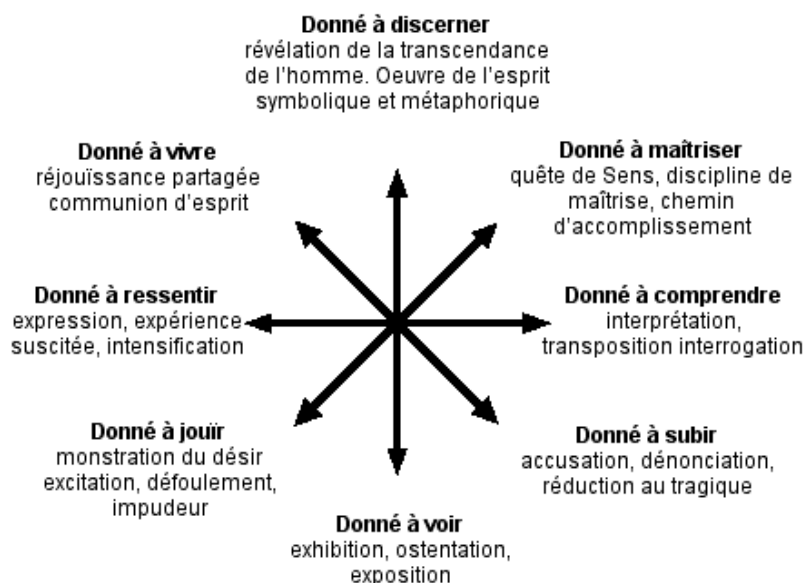 Donné à discerner
révélation de la transcendance
de l'homme. Oeuvre de l'esprit
symbolique et métaphorique
Donné à vivre
réjouïssance partagée
communion d'esprit
Donné à maîtriser
quête de Sens, discipline de
maîtrise, chemin
d'accomplissement
Donné à ressentir
expression, expérience
suscitée, intensification
Donné à comprendre
interprétation,
transposition interrogation
Donné à jouïr
monstration du désir
excitation, défoulement,
impudeur
Donné à subir
accusation, dénonciation,
réduction au tragique
Donné à voir
exhibition, ostentation,
exposition